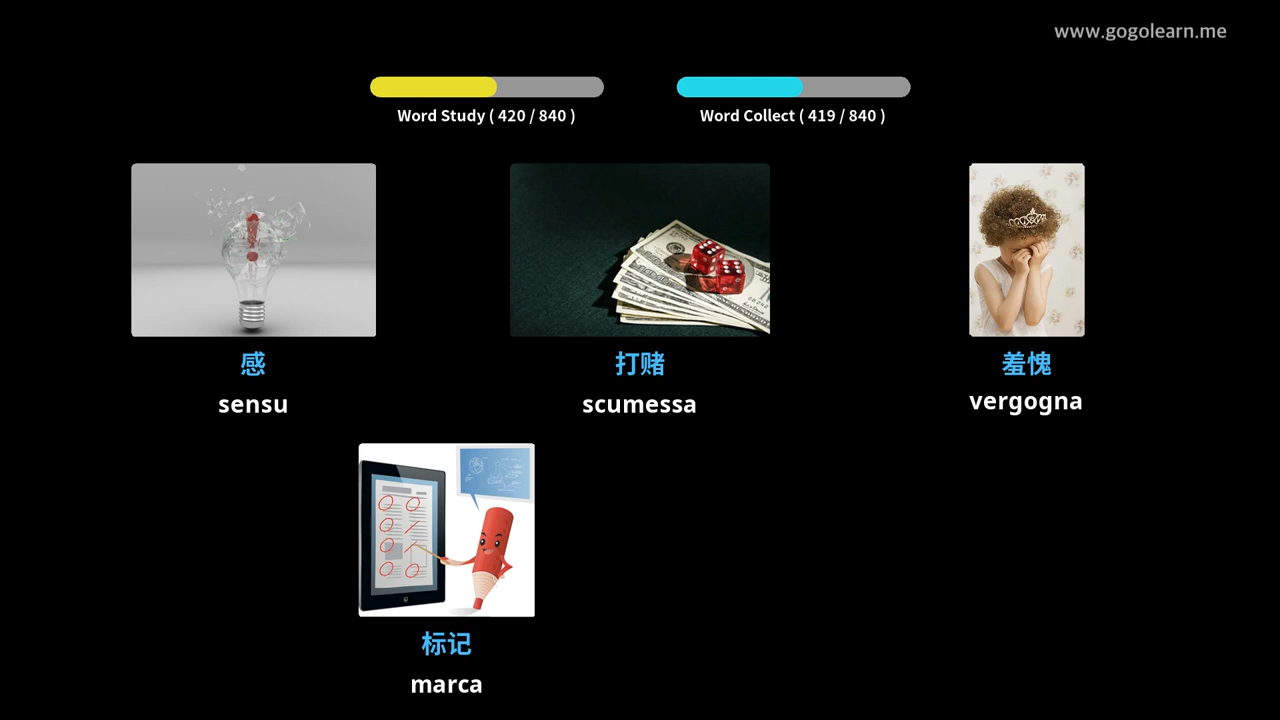 www.gogolearn.me
Word Study ( 420 / 840 )
Word Collect ( 419 / 840 )
感
打赌
羞愧
sensu
scumessa
vergogna
标记
marca